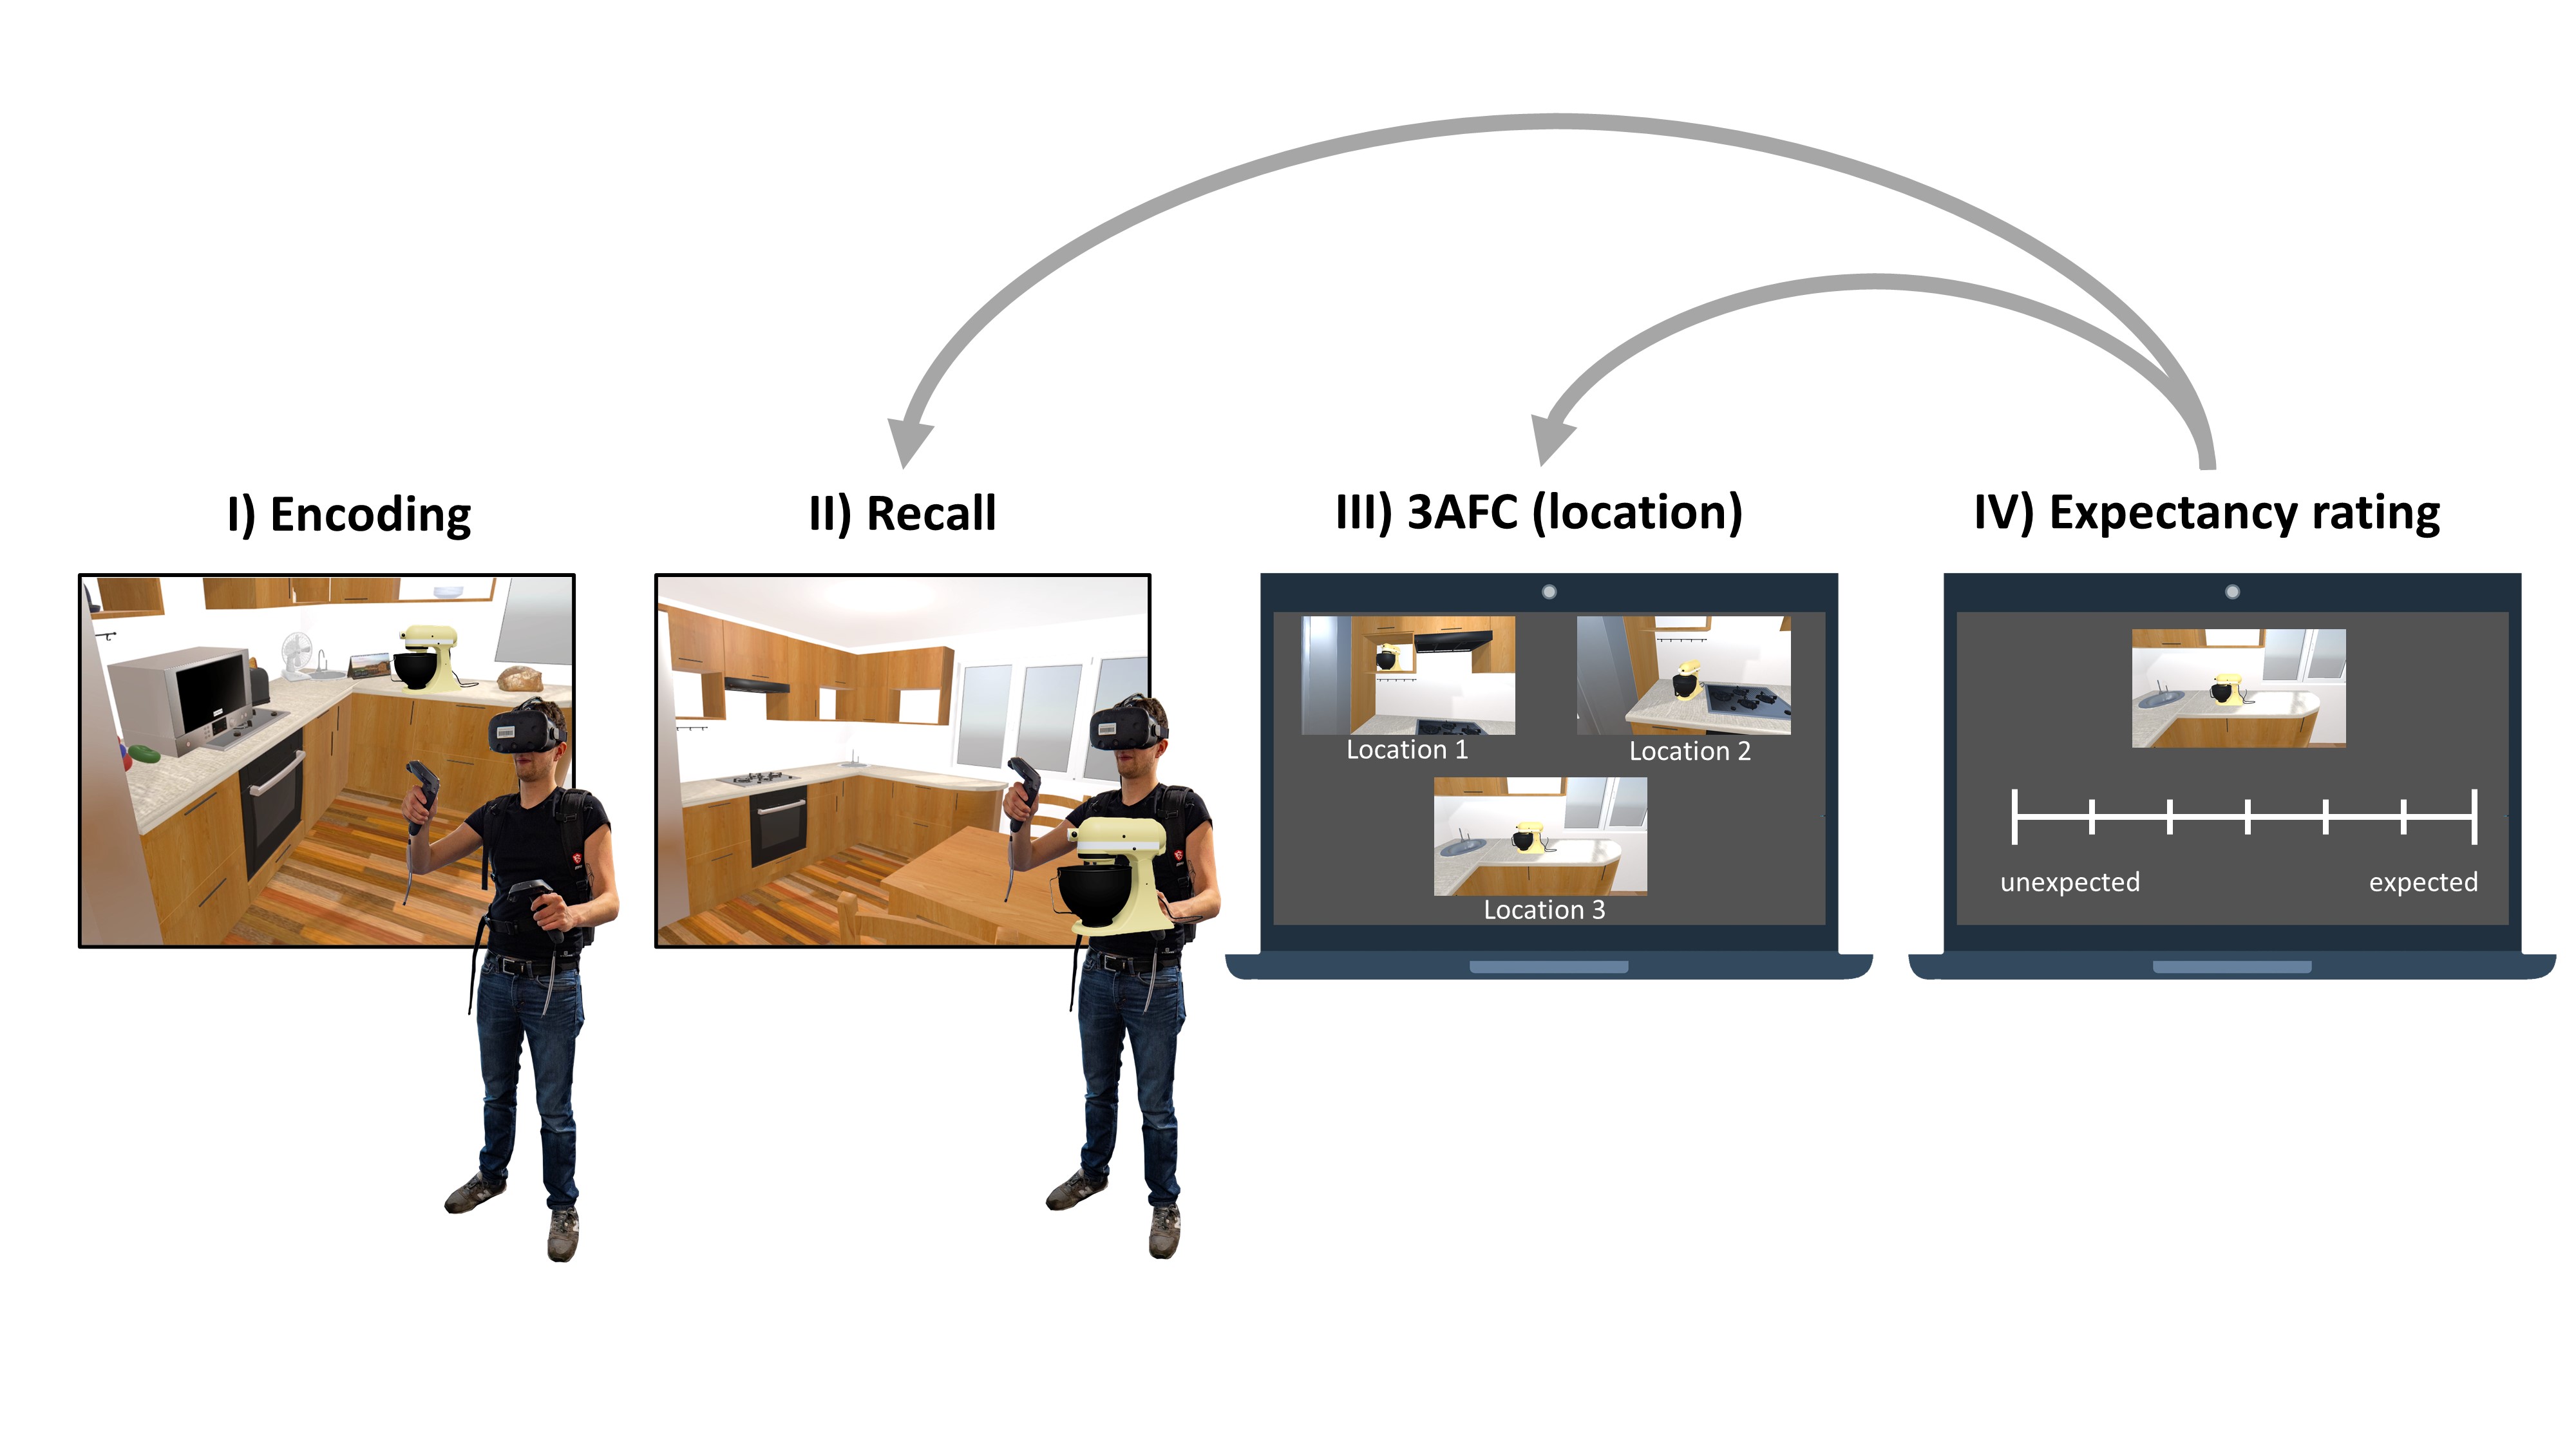 I) Encoding
II) Recall
III) 3AFC (location)
IV) Expectancy rating
Location 1
Location 2
Location 3
unexpected
expected